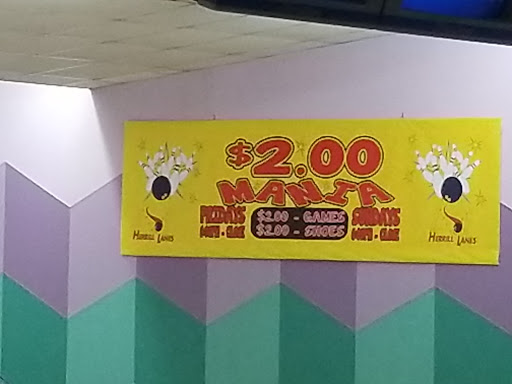 $2.00
MANIA
FRIDAYS $2.00 - GAMES SUNDAYS
$2.00 - SHOES
HERRILL LANES HERRILL LANES